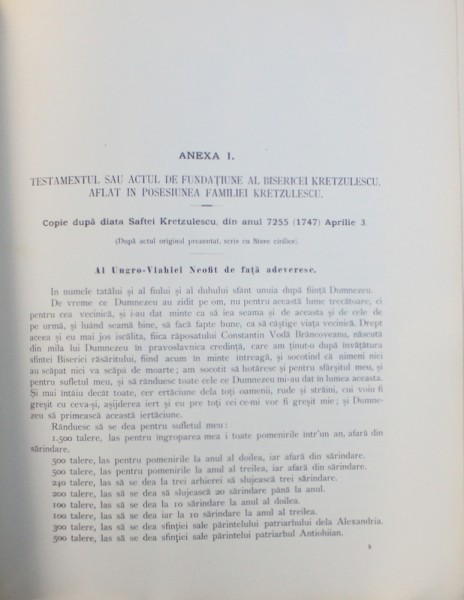 ANEXA I.
TESTAMENTUL SAU ACTUL DE FUNDAȚIUNE AL BISERICEI KRETZULESCU,
AFLAT IN POSESIUNEA FAMILIEI KRETZULESCU.
Copie după diata Saftei Kretzulescu, din anul 7255 (1747) Aprilie 3.
(După actul original prezentat, scris cu litere cirilice).
Al Ungro-Vlahiei Neofit de față adeverese.
In numele tatălui și al fiului și al duhului sfânt unuia după ființă Dumnezeu.
De vreme ce Dumnezeu au zidit pe om, nu pentru această lume trecătoare, ci
pentru cea vecinică, și i-au dat minte ca să iea seama și de aceasta și de cele de
pe urmă, și luând seamă bine, să facă fapte bune, ca să câștige viața vecinică. Drept
aceea și eu mai jos iscălita, fiica răposatului Constantin Vodă Brâncoveanu, născută
din mila lui Dumnezeu în pravoslavnica credință, care am ținut-o după învățătura
sfintei Biserici răsăritului, fiind acum în minte întreagă, și socotind că nimeni nici
au scăpat nici va scăpà de moarte; am socotit să hotăresc și pentru sfârșitul meu, și
pentru sufletul meu, și să rânduesc toate cele ce Dumnezeu mi-au dat în lumea aceasta.
Și mai întâiu decât toate, cer ertăciune dela toți oamenii, rude și străini, cui voiu fi
greșit cu ceva-și, așijderea iert și eu pre toți cei ce-mi vor fi greșit mie; și Dumne-
zeu să primească această iertăciune.
Rânduesc să se dea pentru sufletul meu:
1.500 talere, las pentru îngroparea mea i toate pomenirile intr'un an, afară din
sărindare.
500 talere, las pentru pomenirile la anul al doilea, iar afară din sărindare.
500 talere, las pentru pomenirile la anul al treilea, iar afară din sărindare.
240 talere, las să se dea la trei arhierei să slujească trei sărindare.
200 talere, las să se dea să slujească 20 sărindare până la anul.
100 talere, las să se dea la 10 sărindare la anul al doilea.
100 talere, las să se dea iar la 10 sărindare la anul al treilea.
300 talere, las să se dea sfinției sale părintelului patriarhului dela Alexandria.
500 talere, las să se dea sfinției sale părintelui patriarhul Antiohiian.